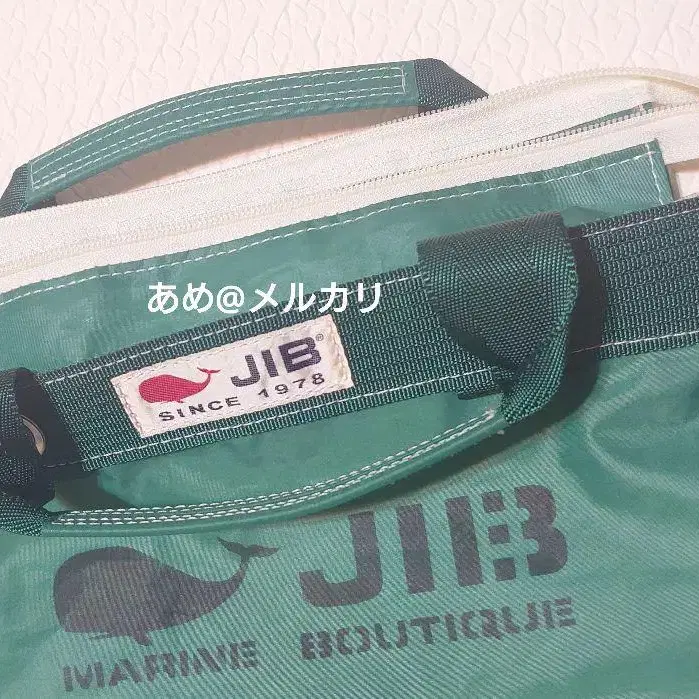 あめ@メルカリ
JIB®
SINCE 1978
JIB
MARINE BOUTIQUE